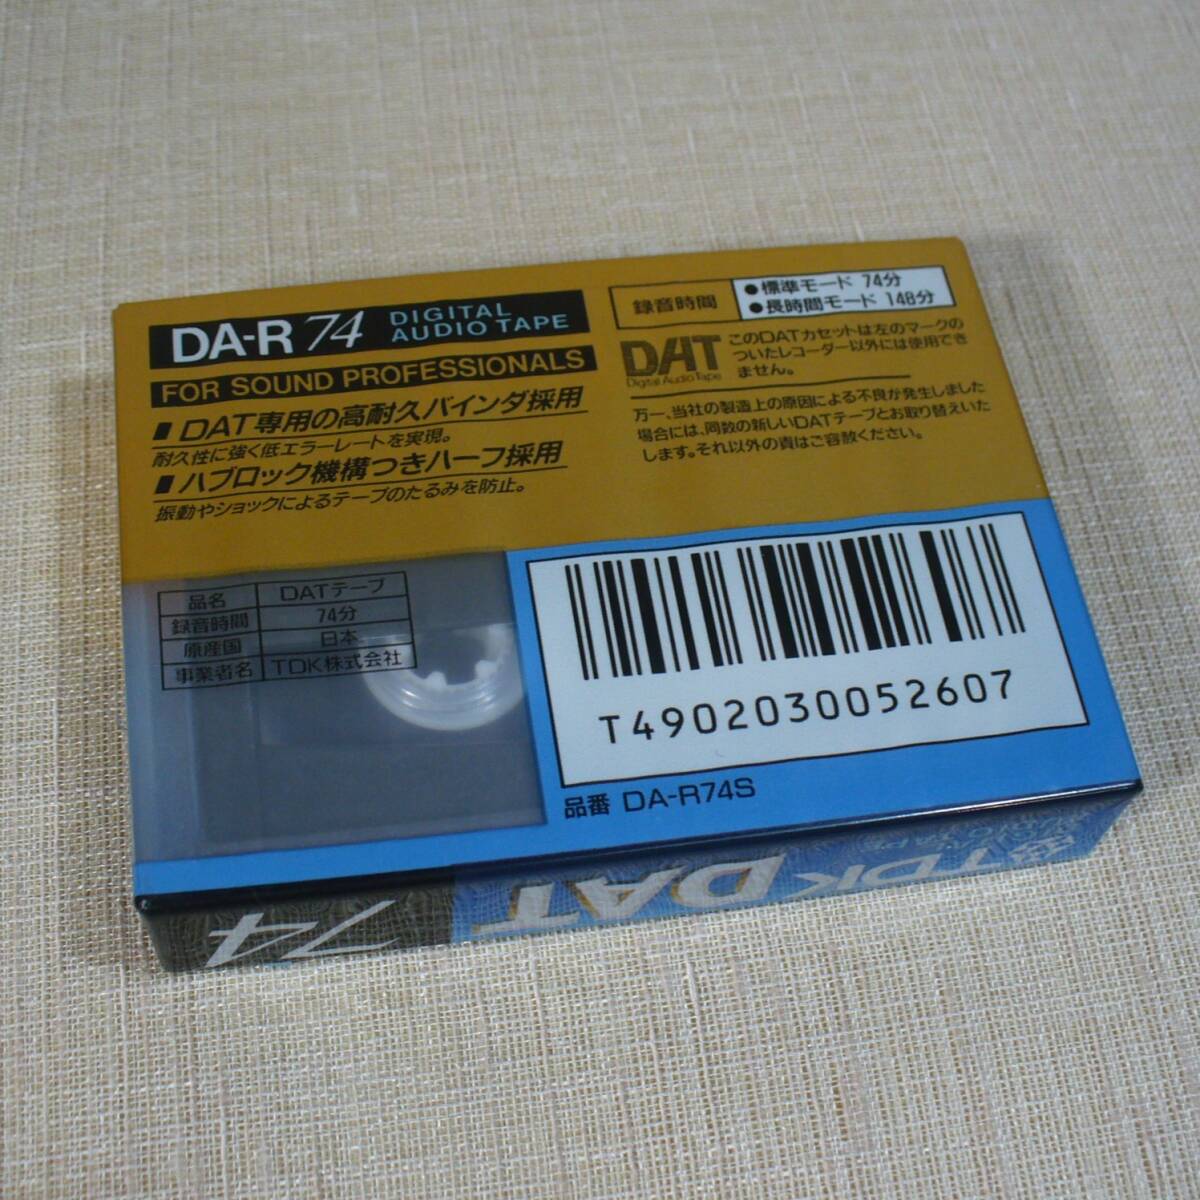 DA-R 74 DIGITAL AUDIO TAPE
FOR SOUND PROFESSIONALS
■ DAT専用の高耐久バインダ採用
耐久性に強く低エラーレートを実現。
■ ハブロック機構つきハーフ採用
振動やショックによるテープのたるみを防止。
録音時間
●標準モード 74分
●長時間モード 148分
DAT
Digital Audio Tape
このDATカセットは左のマークの
ついたレコーダー以外には使用でき
ません。
万一、当社の製造上の原因による不良が発生しました
場合には、同数の新しいDATテープとお取り替えいた
します。それ以外の責はご容赦ください。
品名 DATテープ
録音時間 74分
原産国 日本
事業者名 TDK株式会社
T4902030052607
品番 DA-R74S
TDK DAT
74